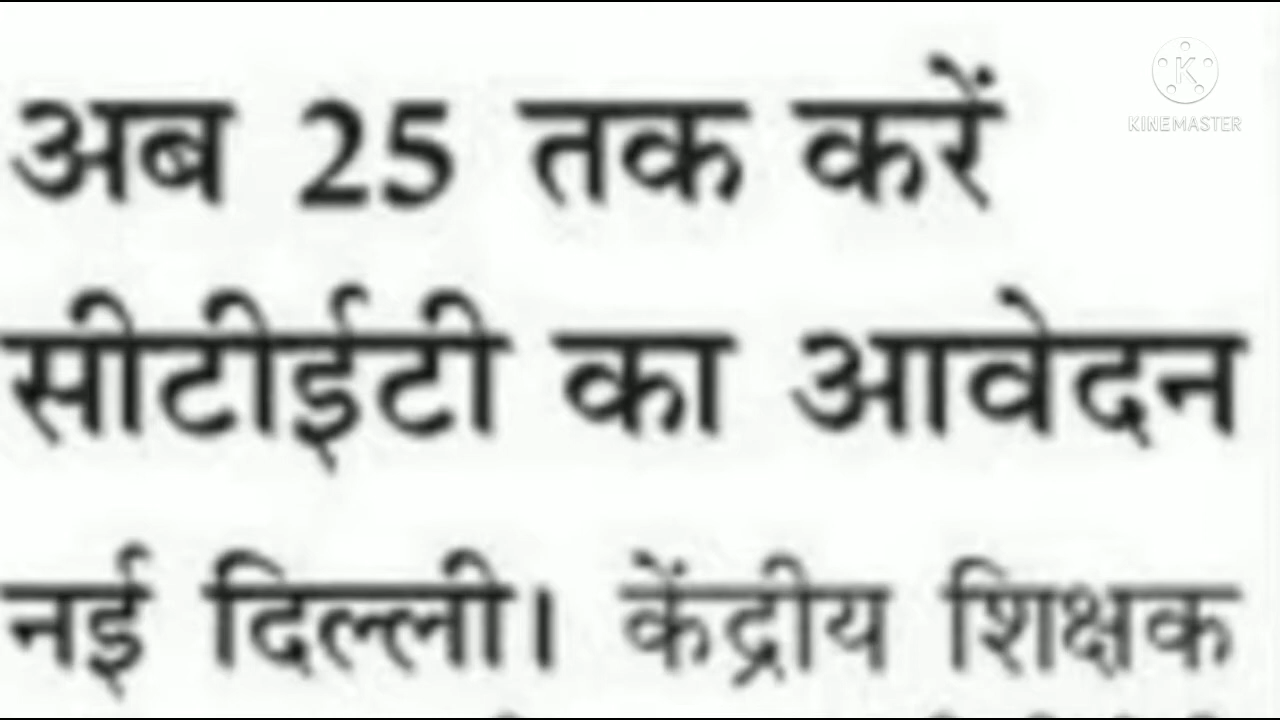 अब 25 तक करें
सीटीईटी का आवेदन
नई दिल्ली। केंद्रीय शिक्षक
K
KINEMASTER